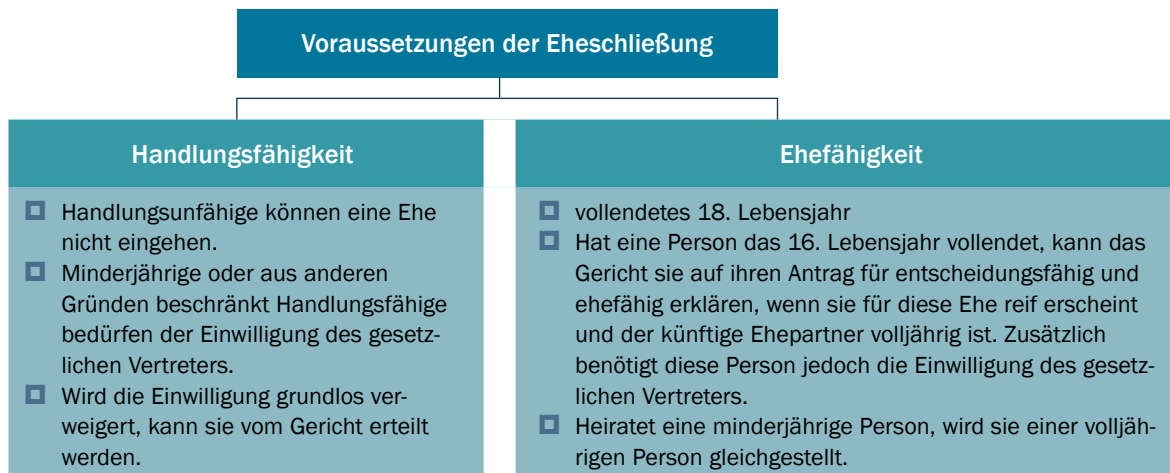 Voraussetzungen der Eheschließung
Handlungsfähigkeit
Handlungsunfähige können eine Ehe
nicht eingehen.
Minderjährige oder aus anderen
Gründen beschränkt Handlungsfähige
bedürfen der Einwilligung des gesetz-
lichen Vertreters.
Wird die Einwilligung grundlos ver-
weigert, kann sie vom Gericht erteilt
werden.
Ehefähigkeit
vollendetes 18. Lebensjahr
Hat eine Person das 16. Lebensjahr vollendet, kann das
Gericht sie auf ihren Antrag für entscheidungsfähig und
ehefähig erklären, wenn sie für diese Ehe reif erscheint
und der künftige Ehepartner volljährig ist. Zusätzlich
benötigt diese Person jedoch die Einwilligung des gesetz-
lichen Vertreters.
Heiratet eine minderjährige Person, wird sie einer volljäh-
rigen Person gleichgestellt.